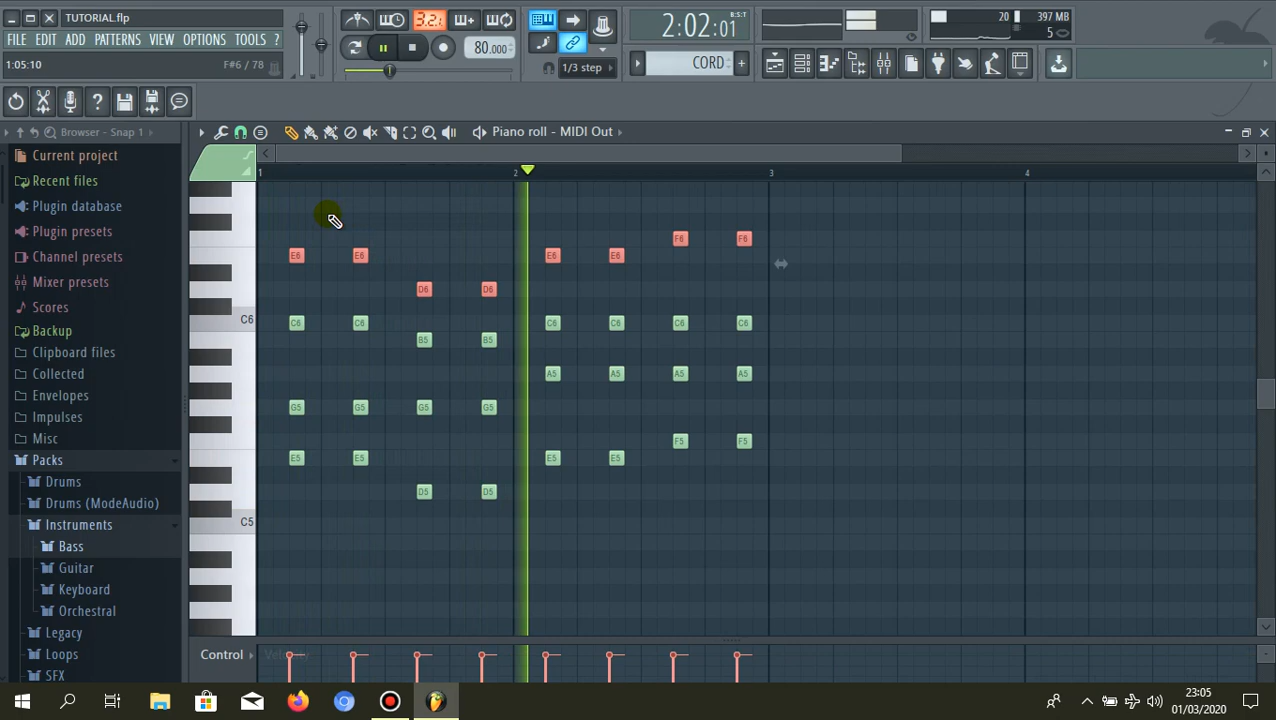 TUTORIAL.flp
FILE EDIT ADD PATTERNS VIEW OPTIONS TOOLS ?
1:05:10 F#6 / 78
3.2
80.000
2:02:01 B:S:T
20 397 MB
5
1/3 step
CORD
Browser - Snap 1
Piano roll - MIDI Out
Current project
Recent files
Plugin database
Plugin presets
Channel presets
Mixer presets
Scores
Backup
Clipboard files
Collected
Envelopes
Impulses
Misc
Packs
Drums
Drums (ModeAudio)
Instruments
Bass
Guitar
Keyboard
Orchestral
Legacy
Loops
SFX
1 2 3 4
F6 F6
E6 E6 E6 E6
D6 D6
C6 C6 C6 C6 C6 C6 C6
B5 B5
A5 A5 A5 A5
G5 G5 G5 G5
F5 F5
E5 E5 E5 E5
D5 D5
C5
Control Velocity
23:05
01/03/2020